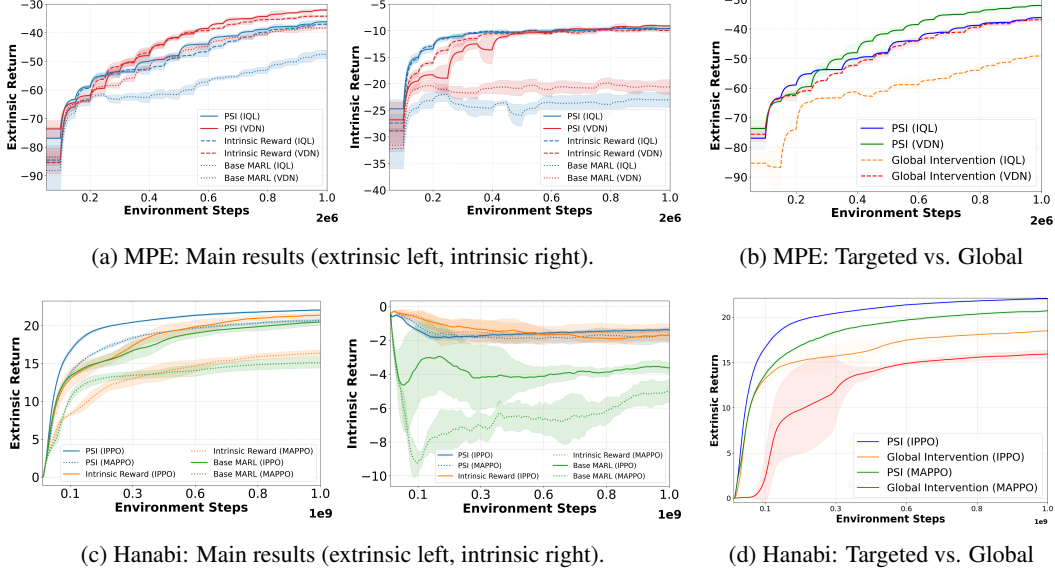 Extrinsic Return
−30
−40
−50
−60
−70
−80
−90
0.2
0.4
0.6
0.8
1.0
Environment Steps
2e6
PSI (IQL)
PSI (VDN)
Intrinsic Reward (IQL)
Intrinsic Reward (VDN)
Base MARL (IQL)
Base MARL (VDN)
Intrinsic Return
−5
−10
−15
−20
−25
−30
−35
−40
0.2
0.4
0.6
0.8
1.0
Environment Steps
2e6
PSI (IQL)
PSI (VDN)
Intrinsic Reward (IQL)
Intrinsic Reward (VDN)
Base MARL (IQL)
Base MARL (VDN)
(a) MPE: Main results (extrinsic left, intrinsic right).
Extrinsic Return
−40
−50
−60
−70
−80
−90
0.2
0.4
0.6
0.8
1.0
Environment Steps
2e6
PSI (IQL)
PSI (VDN)
Global Intervention (IQL)
Global Intervention (VDN)
(b) MPE: Targeted vs. Global
Extrinsic Return
20
15
10
5
0
0.1
0.3
0.6
0.8
1.0
Environment Steps
1e9
PSI (IPPO)
PSI (MAPPO)
Intrinsic Reward (IPPO)
Intrinsic Reward (MAPPO)
Base MARL (IPPO)
Base MARL (MAPPO)
Intrinsic Return
0
−2
−4
−6
−8
−10
0.1
0.3
0.6
0.8
1.0
Environment Steps
1e9
PSI (IPPO)
PSI (MAPPO)
Intrinsic Reward (IPPO)
Intrinsic Reward (MAPPO)
Base MARL (IPPO)
Base MARL (MAPPO)
(c) Hanabi: Main results (extrinsic left, intrinsic right).
Extrinsic Return
20
15
10
5
0
0.1
0.3
0.6
0.8
1.0
Environment Steps
1e9
PSI (IPPO)
Global Intervention (IPPO)
PSI (MAPPO)
Global Intervention (MAPPO)
(d) Hanabi: Targeted vs. Global